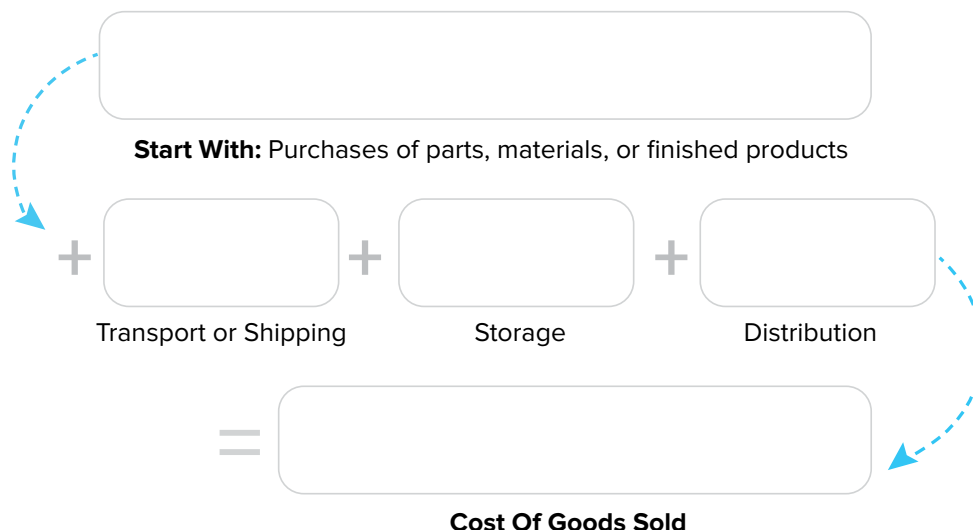 Start With: Purchases of parts, materials, or finished products
+ + +
Transport or Shipping Storage Distribution
=
Cost Of Goods Sold